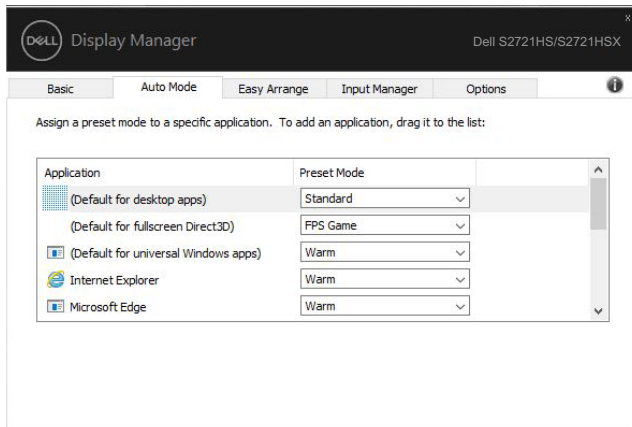 x
DELL Display Manager Dell S2721HS/S2721HSX
Basic Auto Mode Easy Arrange Input Manager Options i
Assign a preset mode to a specific application. To add an application, drag it to the list:
Application Preset Mode
(Default for desktop apps) Standard
(Default for fullscreen Direct3D) FPS Game
(Default for universal Windows apps) Warm
Internet Explorer Warm
Microsoft Edge Warm